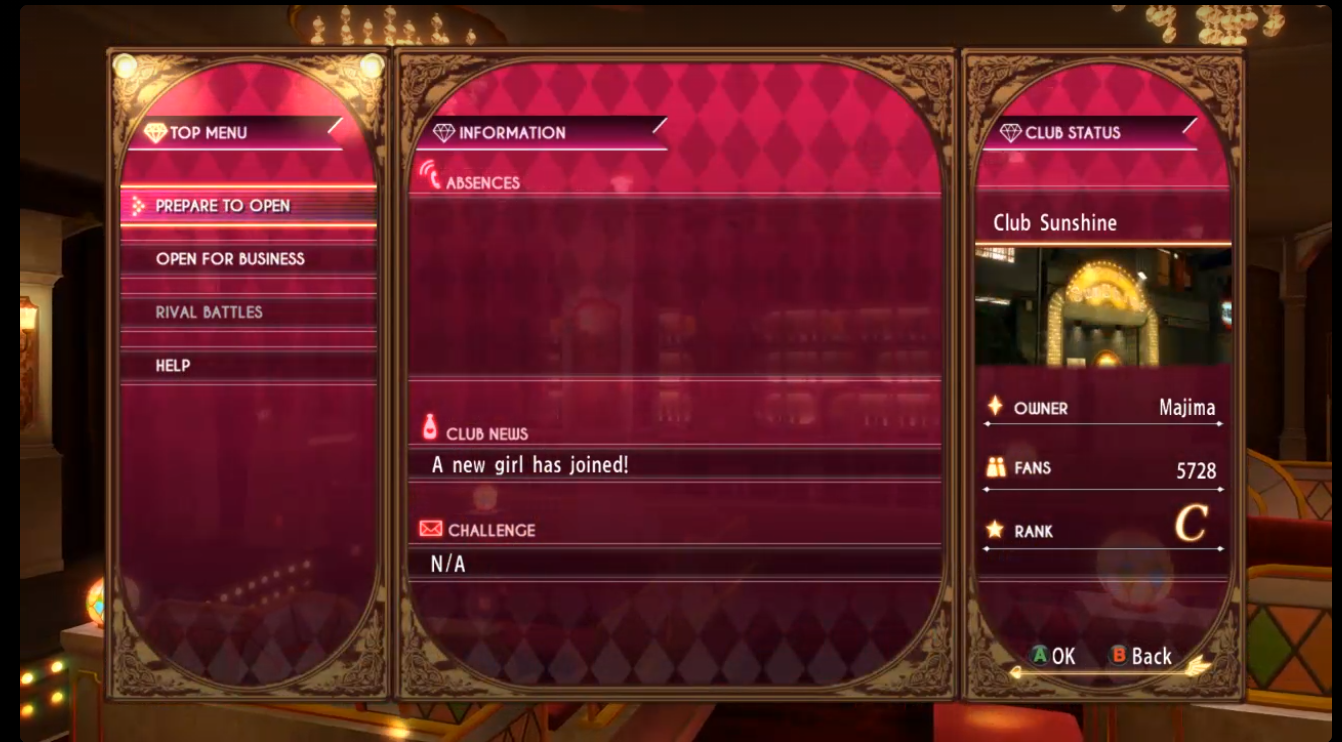 TOP MENU
PREPARE TO OPEN
OPEN FOR BUSINESS
RIVAL BATTLES
HELP
INFORMATION
ABSENCES
CLUB NEWS
A new girl has joined!
CHALLENGE
N/A
CLUB STATUS
Club Sunshine
OWNER Majima
FANS 5728
RANK C
A OK B Back